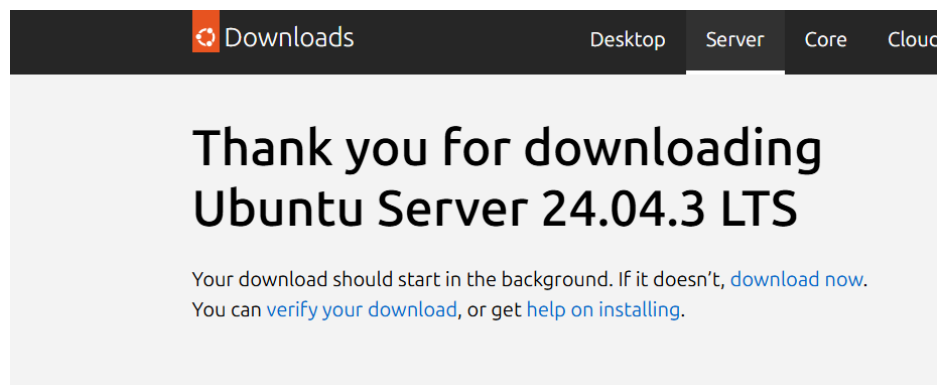 Downloads Desktop Server Core Cloud
Thank you for downloading
Ubuntu Server 24.04.3 LTS
Your download should start in the background. If it doesn’t, download now.
You can verify your download, or get help on installing.